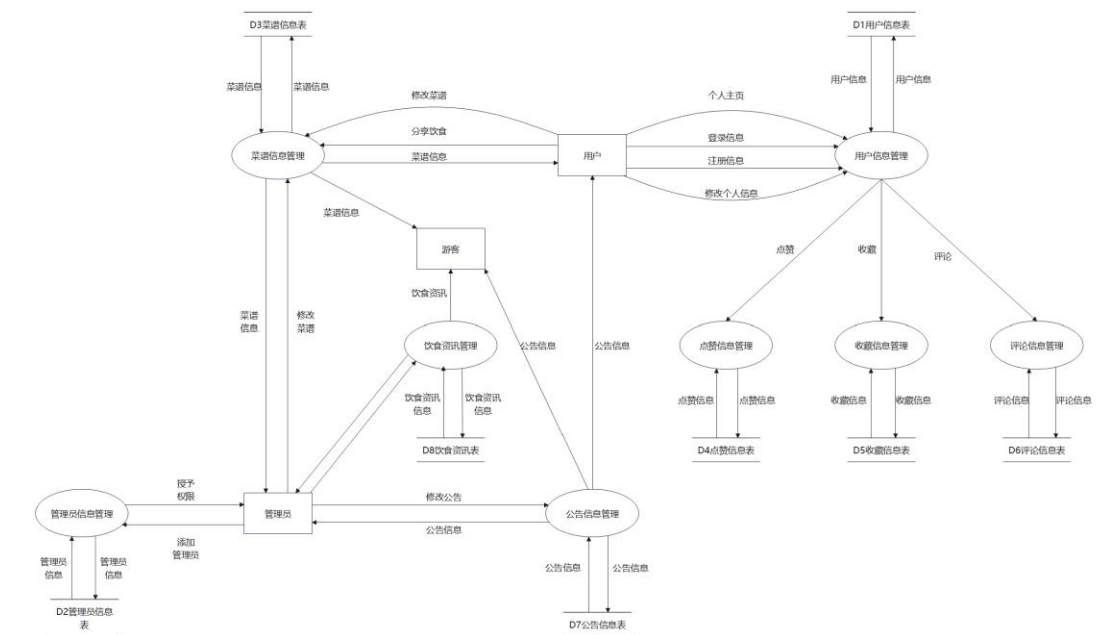 D3菜谱信息表
D1用户信息表
菜谱信息
菜谱信息
用户信息
用户信息
修改菜谱
个人主页
分享饮食
登录信息
菜谱信息管理
菜谱信息
用户
注册信息
用户信息管理
修改个人信息
菜谱信息
游客
点赞
收藏
评论
饮食资讯
菜谱
信息
修改
菜谱
饮食资讯管理
公告信息
公告信息
点赞信息管理
收藏信息管理
评论信息管理
饮食资讯
信息
饮食资讯
信息
点赞信息
点赞信息
收藏信息
收藏信息
评论信息
评论信息
D8饮食资讯表
D4点赞信息表
D5收藏信息表
D6评论信息表
授予
权限
修改公告
管理员信息管理
管理员
公告信息管理
公告信息
添加
管理员
管理员
信息
管理员
信息
公告信息
公告信息
D2管理员信息
表
D7公告信息表